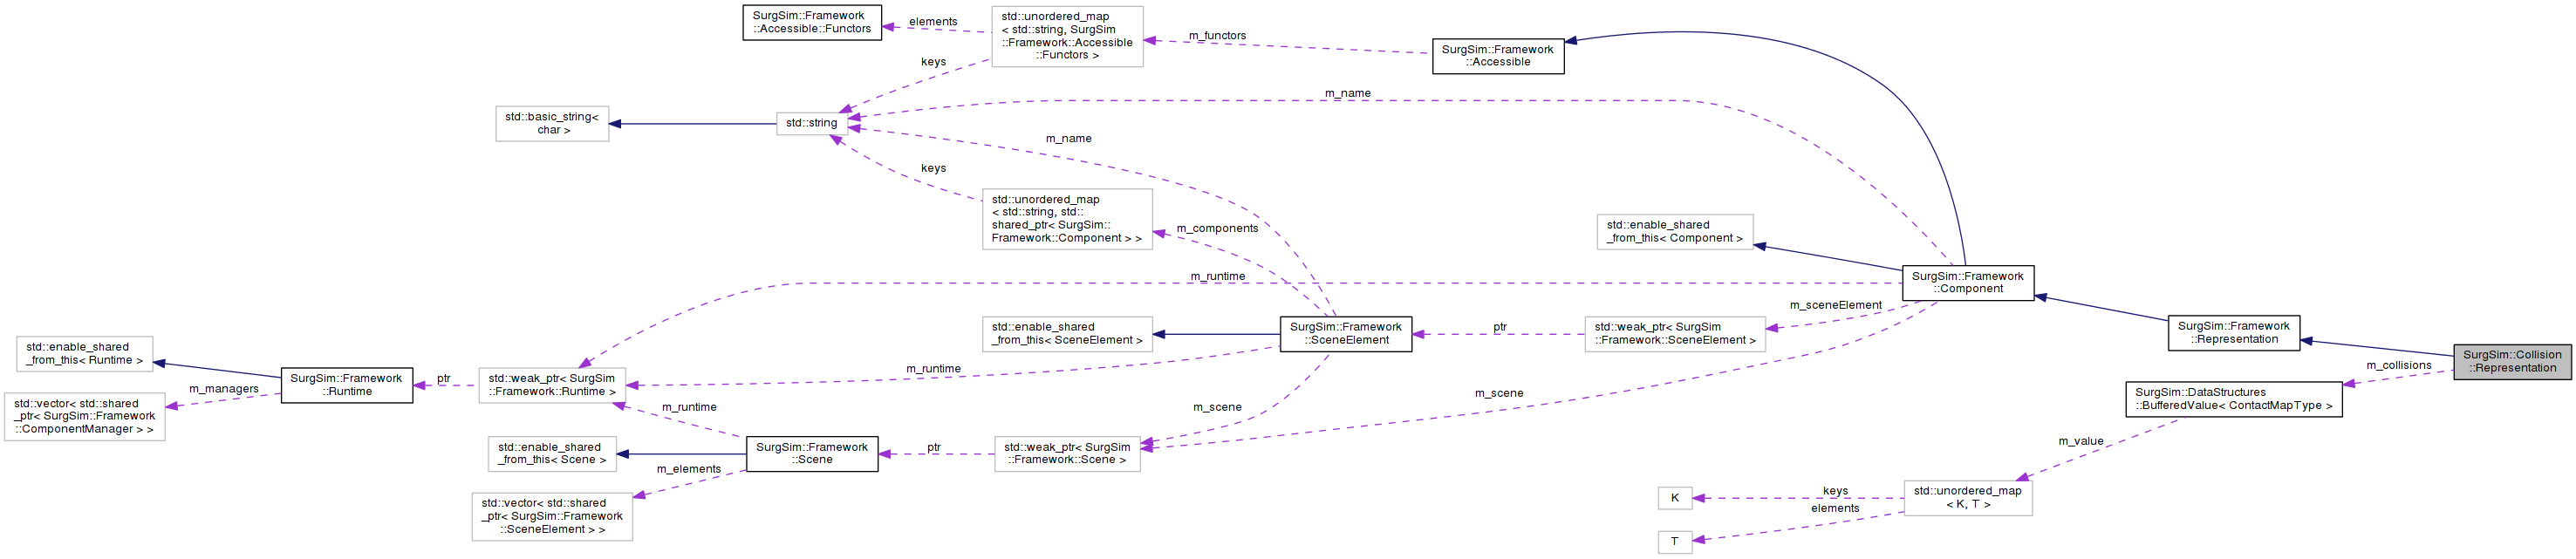 SurgSim::Framework
::Accessible::Functors
elements
std::unordered_map
< std::string, SurgSim
::Framework::Accessible
::Functors >
m_functors
SurgSim::Framework
::Accessible
keys
m_name
std::basic_string<
char >
std::string
m_name
keys
std::unordered_map
< std::string, std::
shared_ptr< SurgSim::
Framework::Component > >
m_components
std::enable_shared
_from_this< Component >
m_runtime
SurgSim::Framework
::Component
m_sceneElement
std::enable_shared
_from_this< SceneElement >
SurgSim::Framework
::SceneElement
ptr
std::weak_ptr< SurgSim
::Framework::SceneElement >
SurgSim::Framework
::Representation
std::enable_shared
_from_this< Runtime >
SurgSim::Collision
::Representation
m_collisions
m_managers
SurgSim::Framework
::Runtime
ptr
std::weak_ptr< SurgSim
::Framework::Runtime >
m_runtime
std::vector< std::shared
_ptr< SurgSim::Framework
::ComponentManager > >
m_runtime
m_scene
m_scene
SurgSim::DataStructures
::BufferedValue< ContactMapType >
std::enable_shared
_from_this< Scene >
SurgSim::Framework
::Scene
ptr
std::weak_ptr< SurgSim
::Framework::Scene >
m_value
m_elements
std::vector< std::shared
_ptr< SurgSim::Framework
::SceneElement > >
K
keys
std::unordered_map
< K, T >
elements
T